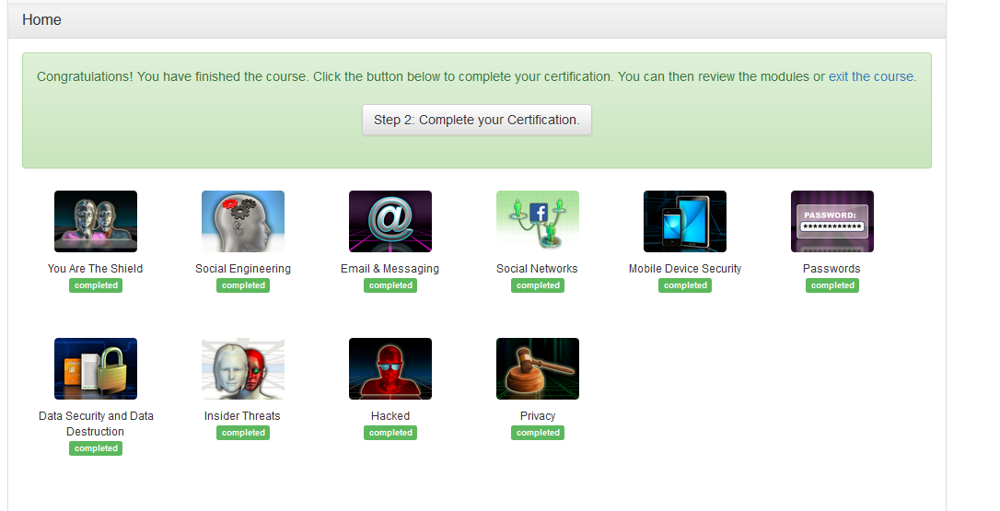 Home
Congratulations! You have finished the course. Click the button below to complete your certification. You can then review the modules or exit the course.
Step 2: Complete your Certification.
@
f
PASSWORD:
************
You Are The Shield
Social Engineering
Email & Messaging
Social Networks
Mobile Device Security
Passwords
completed
completed
completed
completed
completed
completed
Data Security and Data
Destruction
Insider Threats
Hacked
Privacy
completed
completed
completed
completed